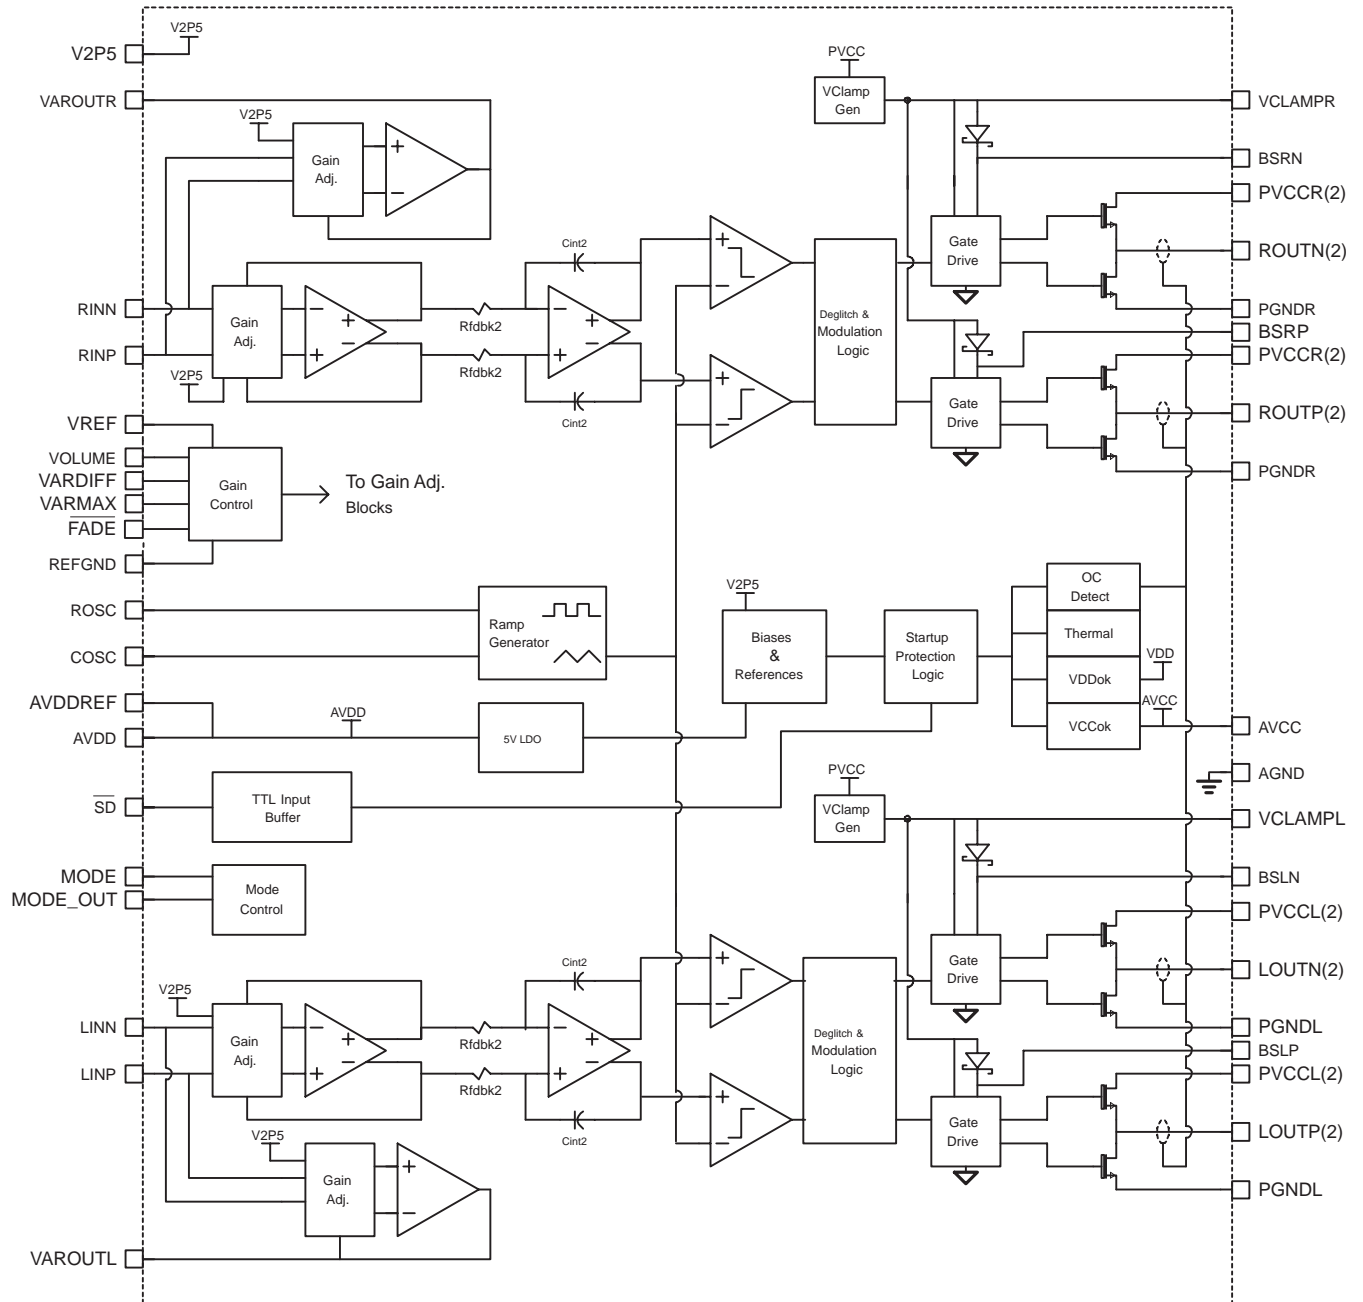 V2P5
V2P5
VAROUTR
V2P5
Gain
Adj.
+
−
PVCC
VClamp
Gen
VCLAMPR
BSRN
PVCCR(2)
Gate
Drive
ROUTN(2)
PGNDR
BSRP
PVCCR(2)
Gate
Drive
ROUTP(2)
PGNDR
RINN
RINP
Gain
Adj.
V2P5
−
+
+
−
Rfdbk2
Rfdbk2
Cint2
−
+
+
−
Cint2
+
−
+
−
Deglitch &
Modulation
Logic
VREF
VOLUME
VARDIFF
VARMAX
FADE
REFGND
Gain
Control
To Gain Adj.
Blocks
ROSC
COSC
Ramp
Generator
V2P5
Biases
&
References
Startup
Protection
Logic
OC
Detect
Thermal
VDDok
VDD
VCCok
AVCC
AVCC
AGND
AVDDREF
AVDD
AVDD
5V LDO
SD
TTL Input
Buffer
MODE
MODE_OUT
Mode
Control
PVCC
VClamp
Gen
VCLAMPL
BSLN
PVCCL(2)
Gate
Drive
LOUTN(2)
PGNDL
BSLP
PVCCL(2)
Gate
Drive
LOUTP(2)
PGNDL
V2P5
LINN
LINP
Gain
Adj.
−
+
+
−
Rfdbk2
Rfdbk2
Cint2
−
+
+
−
Cint2
+
−
+
−
Deglitch &
Modulation
Logic
V2P5
Gain
Adj.
+
−
VAROUTL